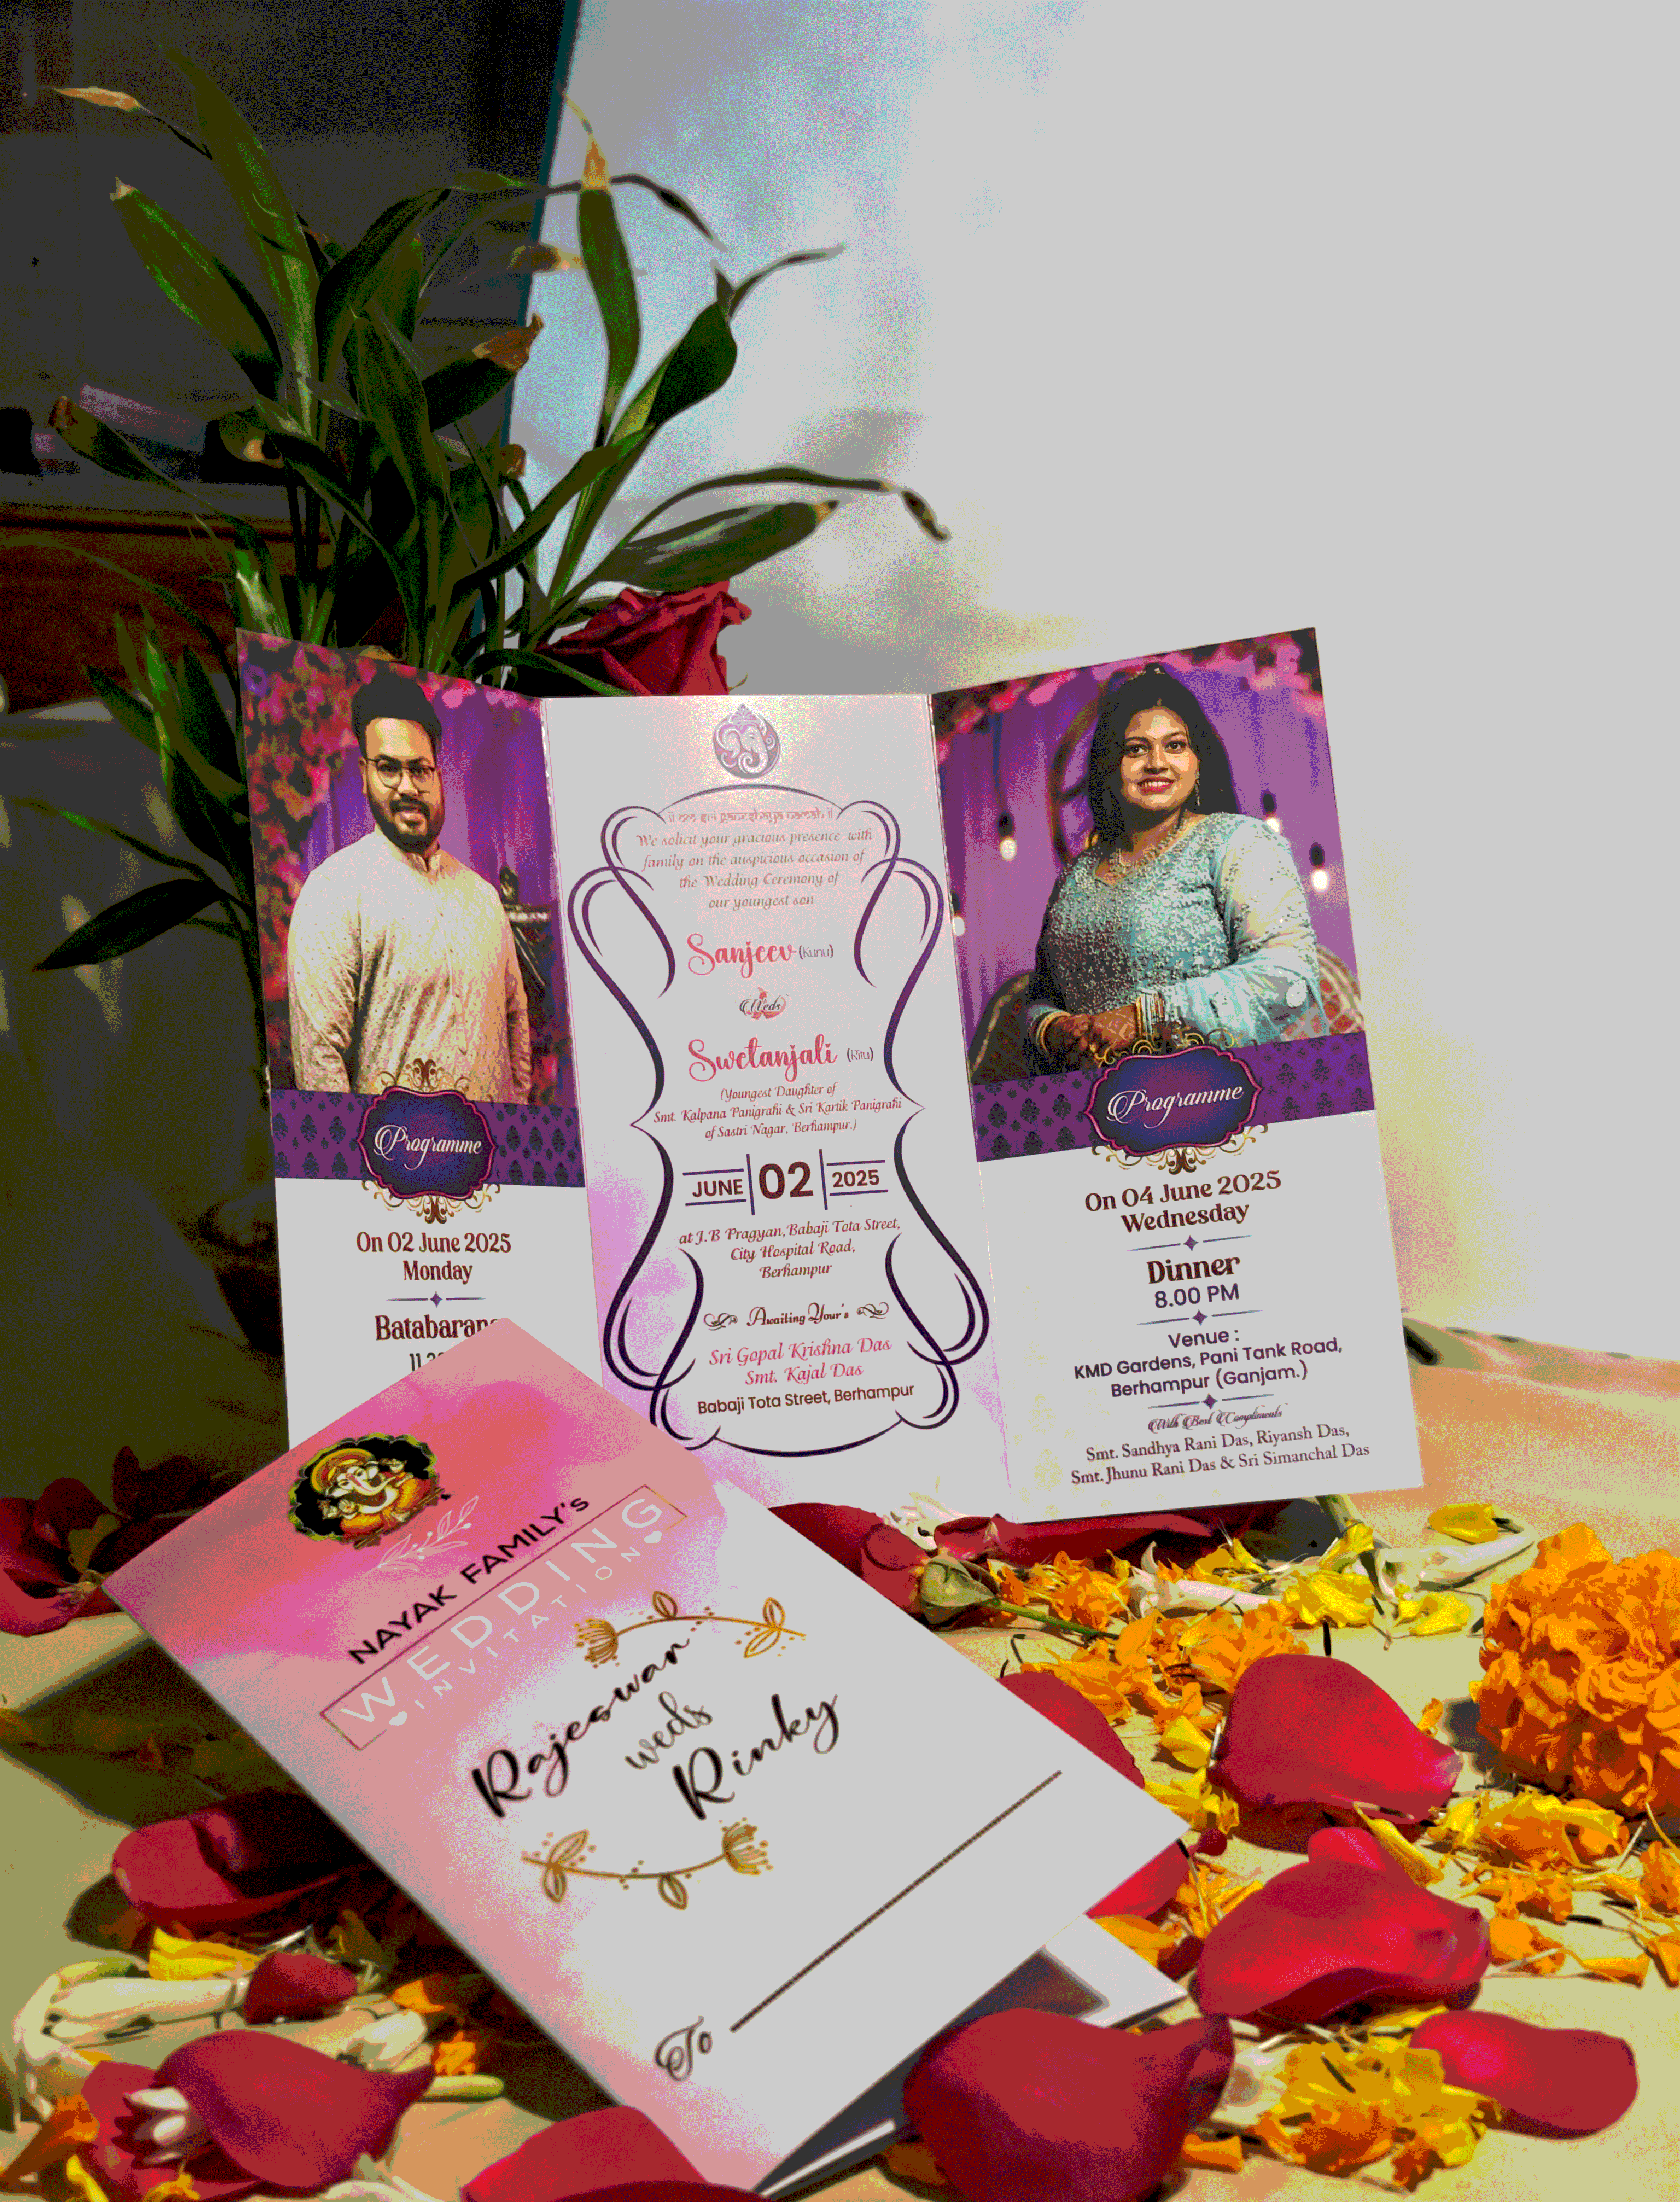 Programme
On 02 June 2025
Monday
Batabaran
11.
|| om sri ganeshaya namah ||
We solicit your gracious presence with
family on the auspicious occasion of
the Wedding Ceremony of
our youngest son
Sanjeev (Kunu)
Weds
Swetanjali
(Youngest Daughter of
Smt. Kalpana Panigrahi & Sri Kartik Panigrahi
of Sastri Nagar, Berhampur.)
JUNE 02 2025
at J.B Pragyan, Babaji Tota Street,
City Hospital Road,
Berhampur
Awaiting Your's
Sri Gopal Krishna Das
Smt. Kajal Das
Babaji Tota Street, Berhampur
Programme
On 04 June 2025
Wednesday
Dinner
8.00 PM
Venue :
KMD Gardens, Pani Tank Road,
Berhampur (Ganjam.)
With Best Compliments
Smt. Sandhya Rani Das, Riyansh Das,
Smt. Jhunu Rani Das & Sri Simanchal Das
NAYAK FAMILY'S
WEDDING
INVITATION
Rajeswar
weds
Rinky
To